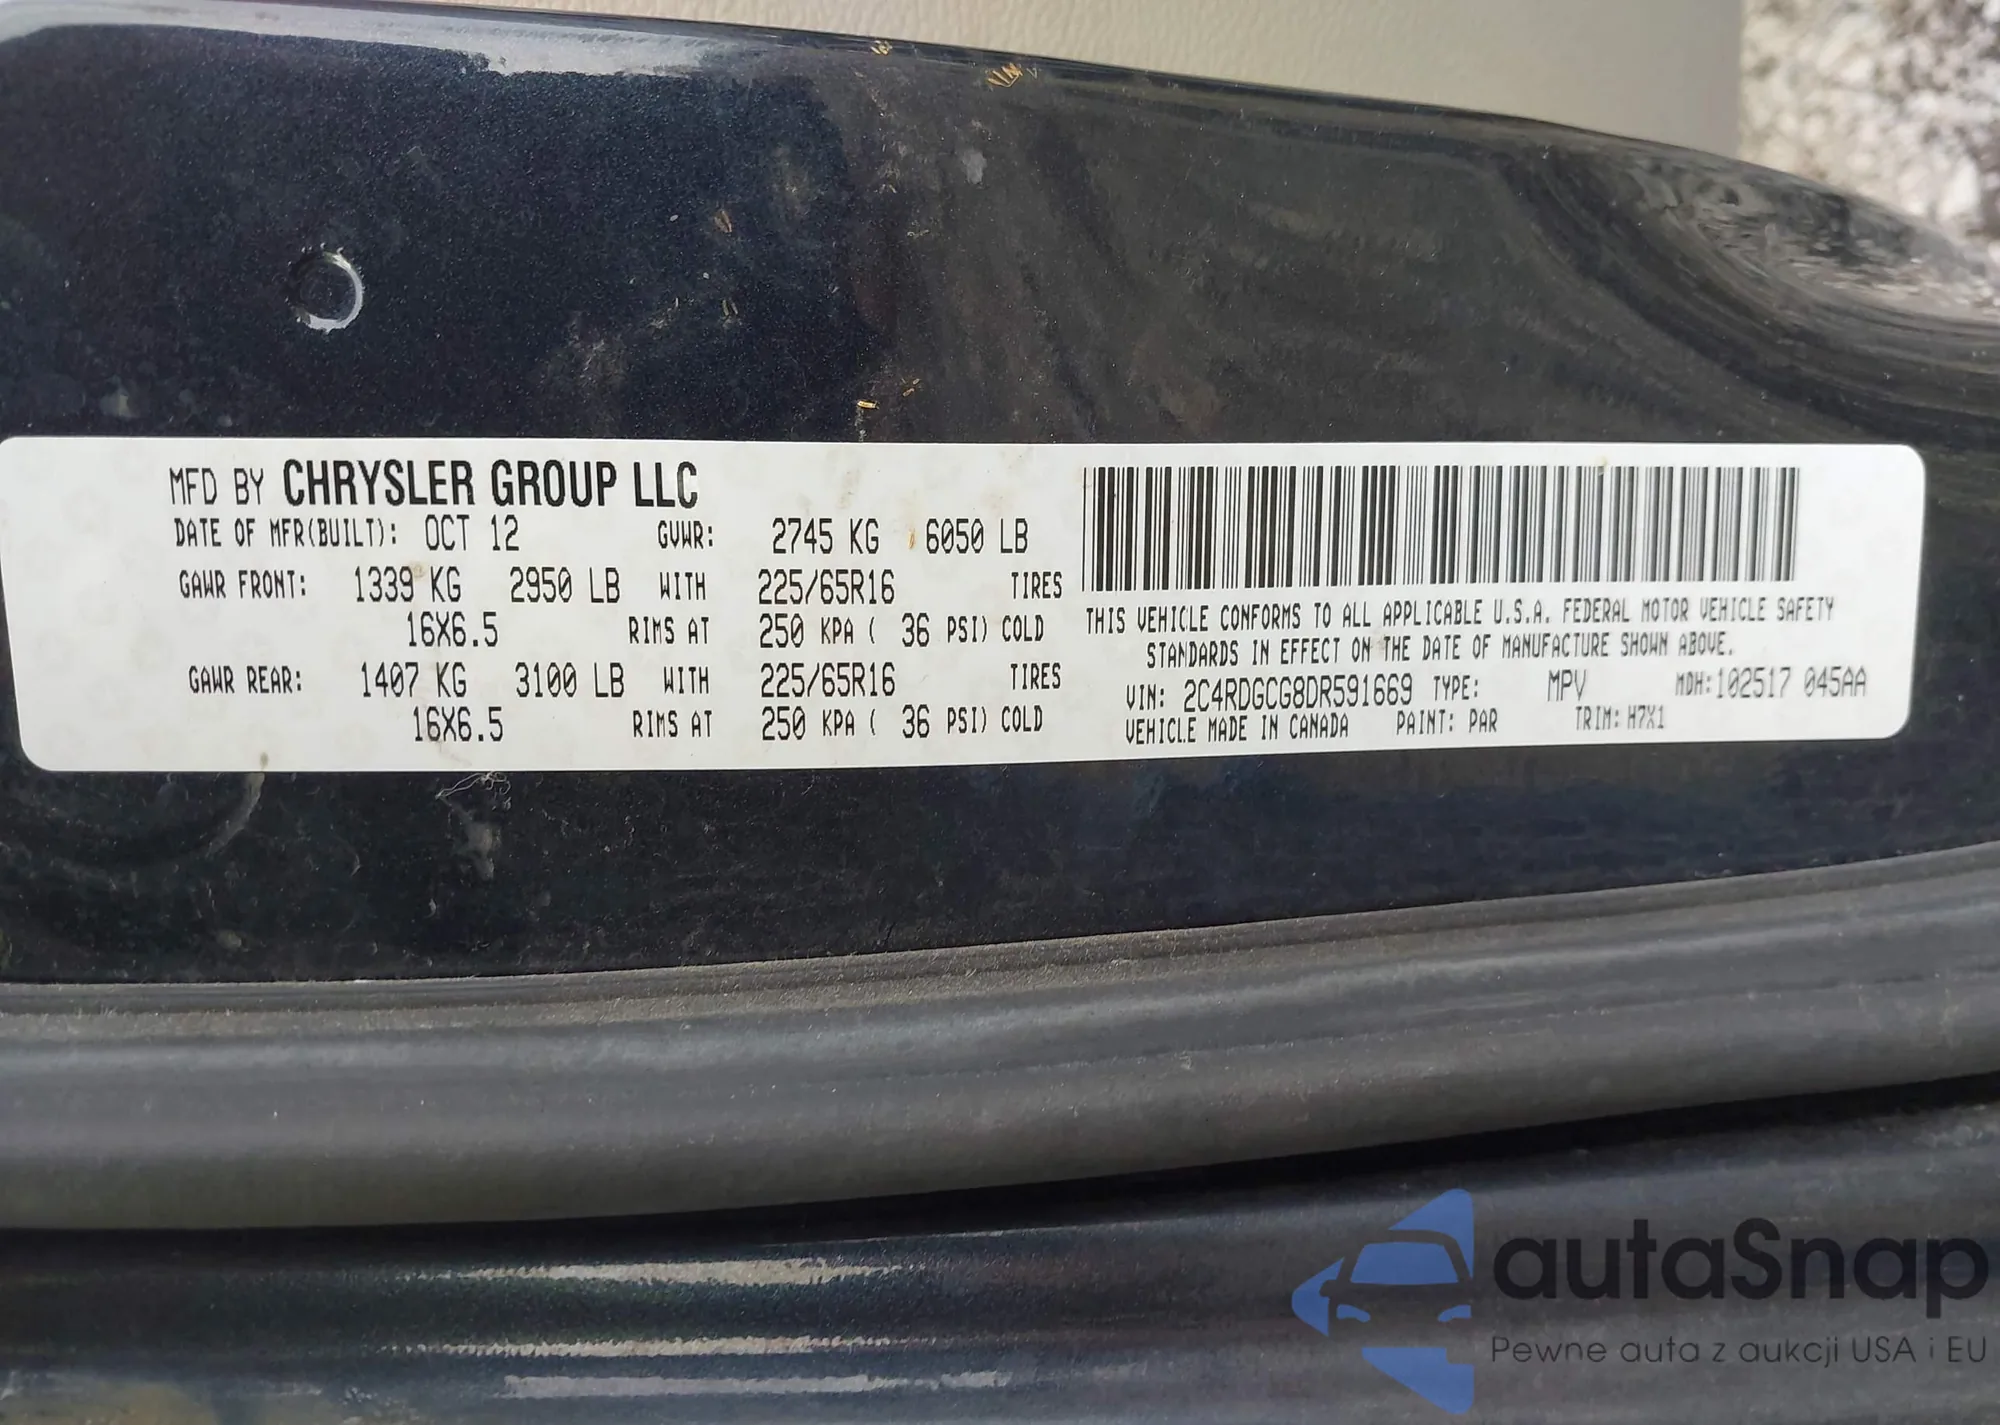 MFD BY CHRYSLER GROUP LLC
DATE OF MFR(BUILT): OCT 12 GVWR: 2745 KG 6050 LB
GAWR FRONT: 1339 KG 2950 LB WITH 225/65R16 TIRES
16X6.5 RIMS AT 250 KPA ( 36 PSI) COLD
GAWR REAR: 1407 KG 3100 LB WITH 225/65R16 TIRES
16X6.5 RIMS AT 250 KPA ( 36 PSI) COLD
THIS VEHICLE CONFORMS TO ALL APPLICABLE U.S.A. FEDERAL MOTOR VEHICLE SAFETY
STANDARDS IN EFFECT ON THE DATE OF MANUFACTURE SHOWN ABOVE.
VIN: 2C4RDGCG8DR591669 TYPE: MPV MDH:102517 045AA
VEHICLE MADE IN CANADA PAINT: PAR TRIM: H7X1
autaSnap
Pewne auta z aukcji USA i EU